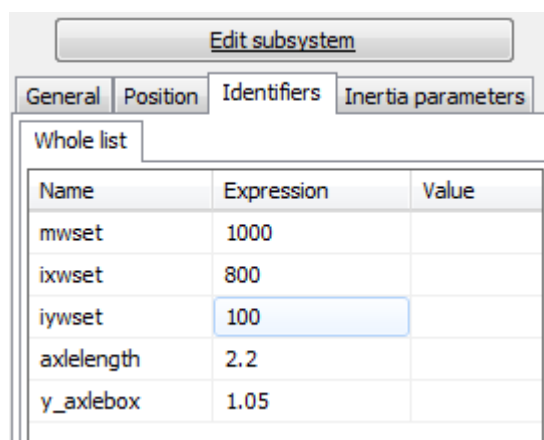 Edit subsystem
General Position Identifiers Inertia parameters
Whole list
Name Expression Value
mwset 1000
ixwset 800
iywset 100
axlelength 2.2
y_axlebox 1.05